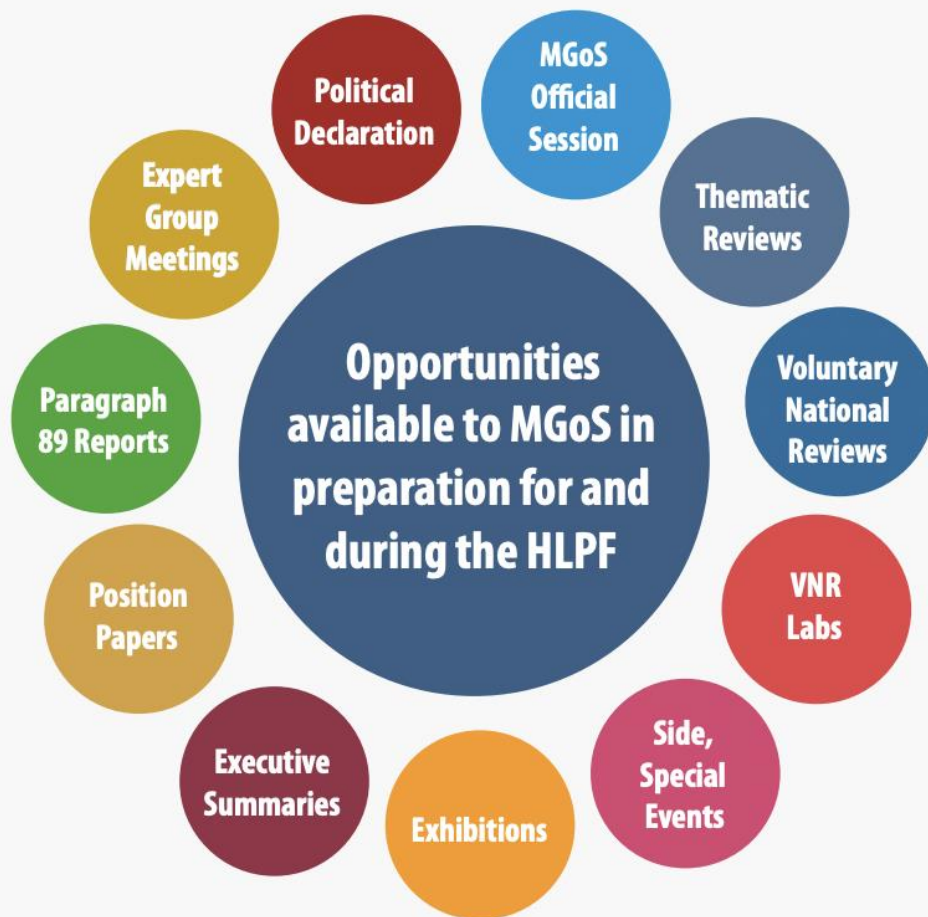 Opportunities
available to MGoS in
preparation for and
during the HLPF
MGoS
Official
Session
Thematic
Reviews
Voluntary
National
Reviews
VNR
Labs
Side,
Special
Events
Exhibitions
Executive
Summaries
Position
Papers
Paragraph
89 Reports
Expert
Group
Meetings
Political
Declaration